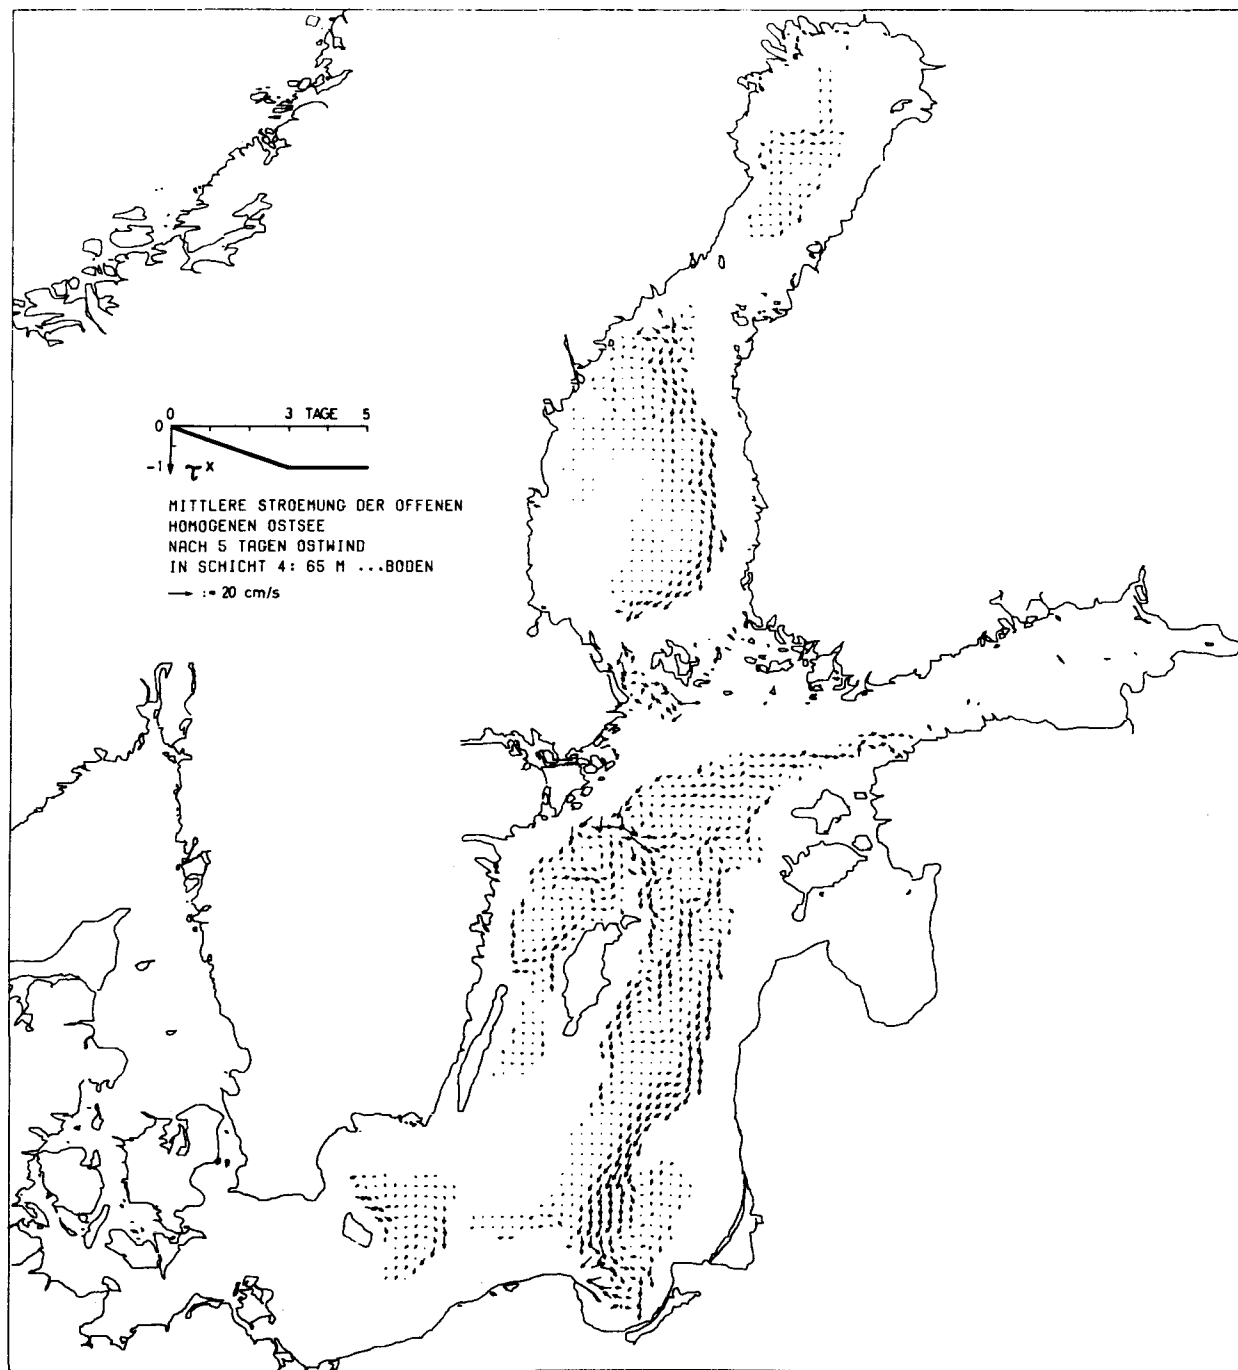 0 3 TAGE 5
0
-1 τ x
MITTLERE STROEMUNG DER OFFENEN
HOMOGENEN OSTSEE
NACH 5 TAGEN OSTWIND
IN SCHICHT 4: 65 M ...BODEN
→ := 20 cm/s